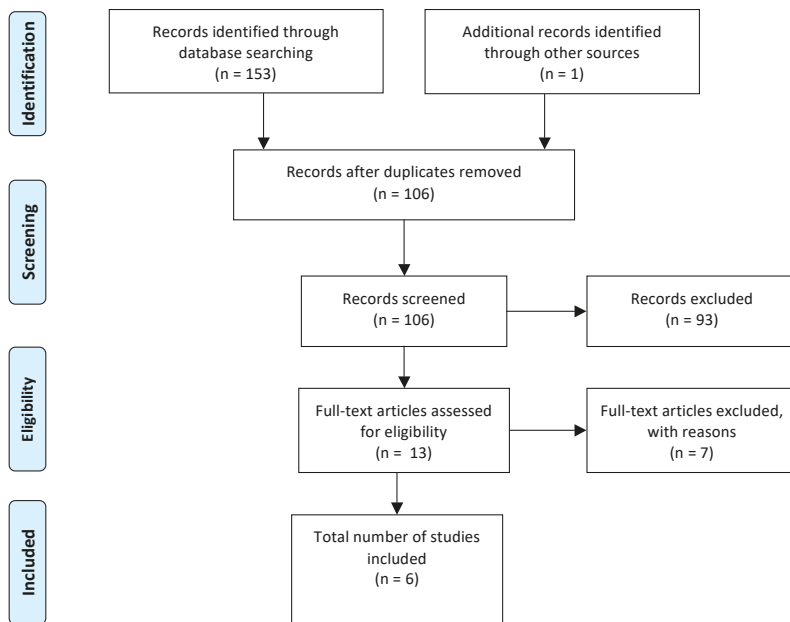 Identification
Records identified through
database searching
(n = 153)
Additional records identified
through other sources
(n = 1)
Screening
Records after duplicates removed
(n = 106)
Records screened
(n = 106)
Records excluded
(n = 93)
Eligibility
Full-text articles assessed
for eligibility
(n = 13)
Full-text articles excluded,
with reasons
(n = 7)
Included
Total number of studies
included
(n = 6)